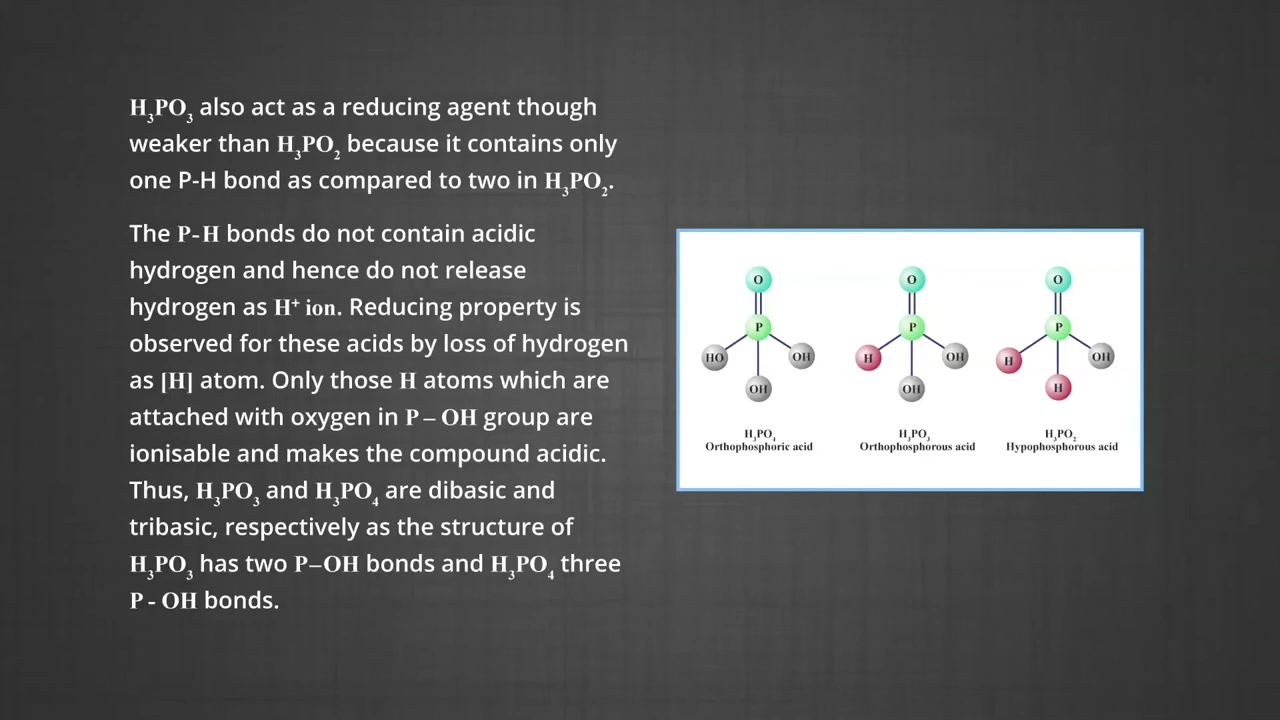 H₃PO₃ also act as a reducing agent though
weaker than H₃PO₂ because it contains only
one P-H bond as compared to two in H₃PO₂.
The P-H bonds do not contain acidic
hydrogen and hence do not release
hydrogen as H⁺ ion. Reducing property is
observed for these acids by loss of hydrogen
as [H] atom. Only those H atoms which are
attached with oxygen in P – OH group are
ionisable and makes the compound acidic.
Thus, H₃PO₃ and H₃PO₄ are dibasic and
tribasic, respectively as the structure of
H₃PO₃ has two P–OH bonds and H₃PO₄ three
P - OH bonds.
O
P
HO
OH
OH
H₃PO₄
Orthophosphoric acid
O
P
H
OH
OH
H₃PO₃
Orthophosphorous acid
O
P
H
OH
H
H₃PO₂
Hypophosphorous acid